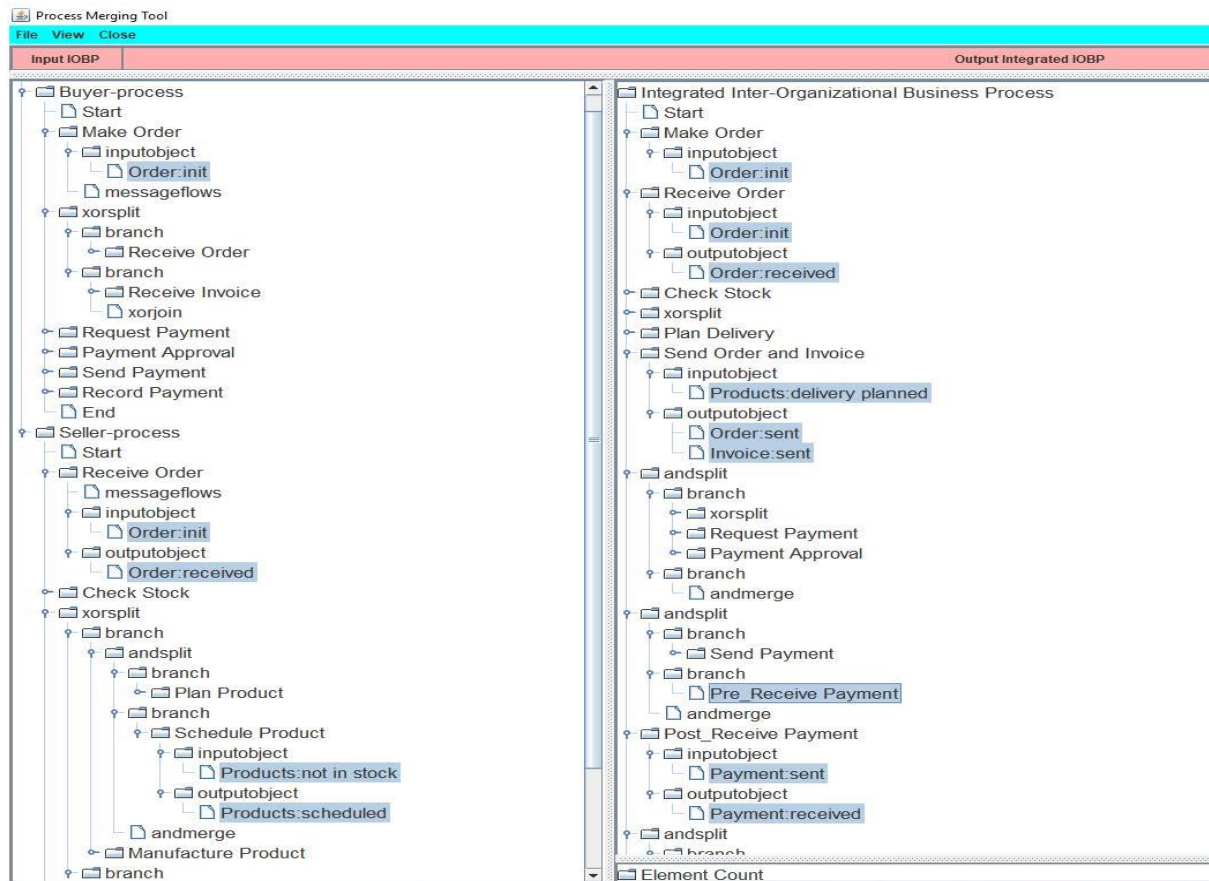 Process Merging Tool
File View Close
Input IOBP
Output Integrated IOBP
Buyer-process
Start
Make Order
inputobject
Order:init
messageflows
xorsplit
branch
Receive Order
branch
Receive Invoice
xorjoin
Request Payment
Payment Approval
Send Payment
Record Payment
End
Seller-process
Start
Receive Order
messageflows
inputobject
Order:init
outputobject
Order:received
Check Stock
xorsplit
branch
andsplit
branch
Plan Product
branch
Schedule Product
inputobject
Products:not in stock
outputobject
Products:scheduled
andmerge
Manufacture Product
branch
Integrated Inter-Organizational Business Process
Start
Make Order
inputobject
Order:init
Receive Order
inputobject
Order:init
outputobject
Order:received
Check Stock
xorsplit
Plan Delivery
Send Order and Invoice
inputobject
Products:delivery planned
outputobject
Order:sent
Invoice:sent
andsplit
branch
xorsplit
Request Payment
Payment Approval
branch
andmerge
andsplit
branch
Send Payment
branch
Pre_Receive Payment
andmerge
Post_Receive Payment
inputobject
Payment:sent
outputobject
Payment:received
andsplit
branch
Element Count